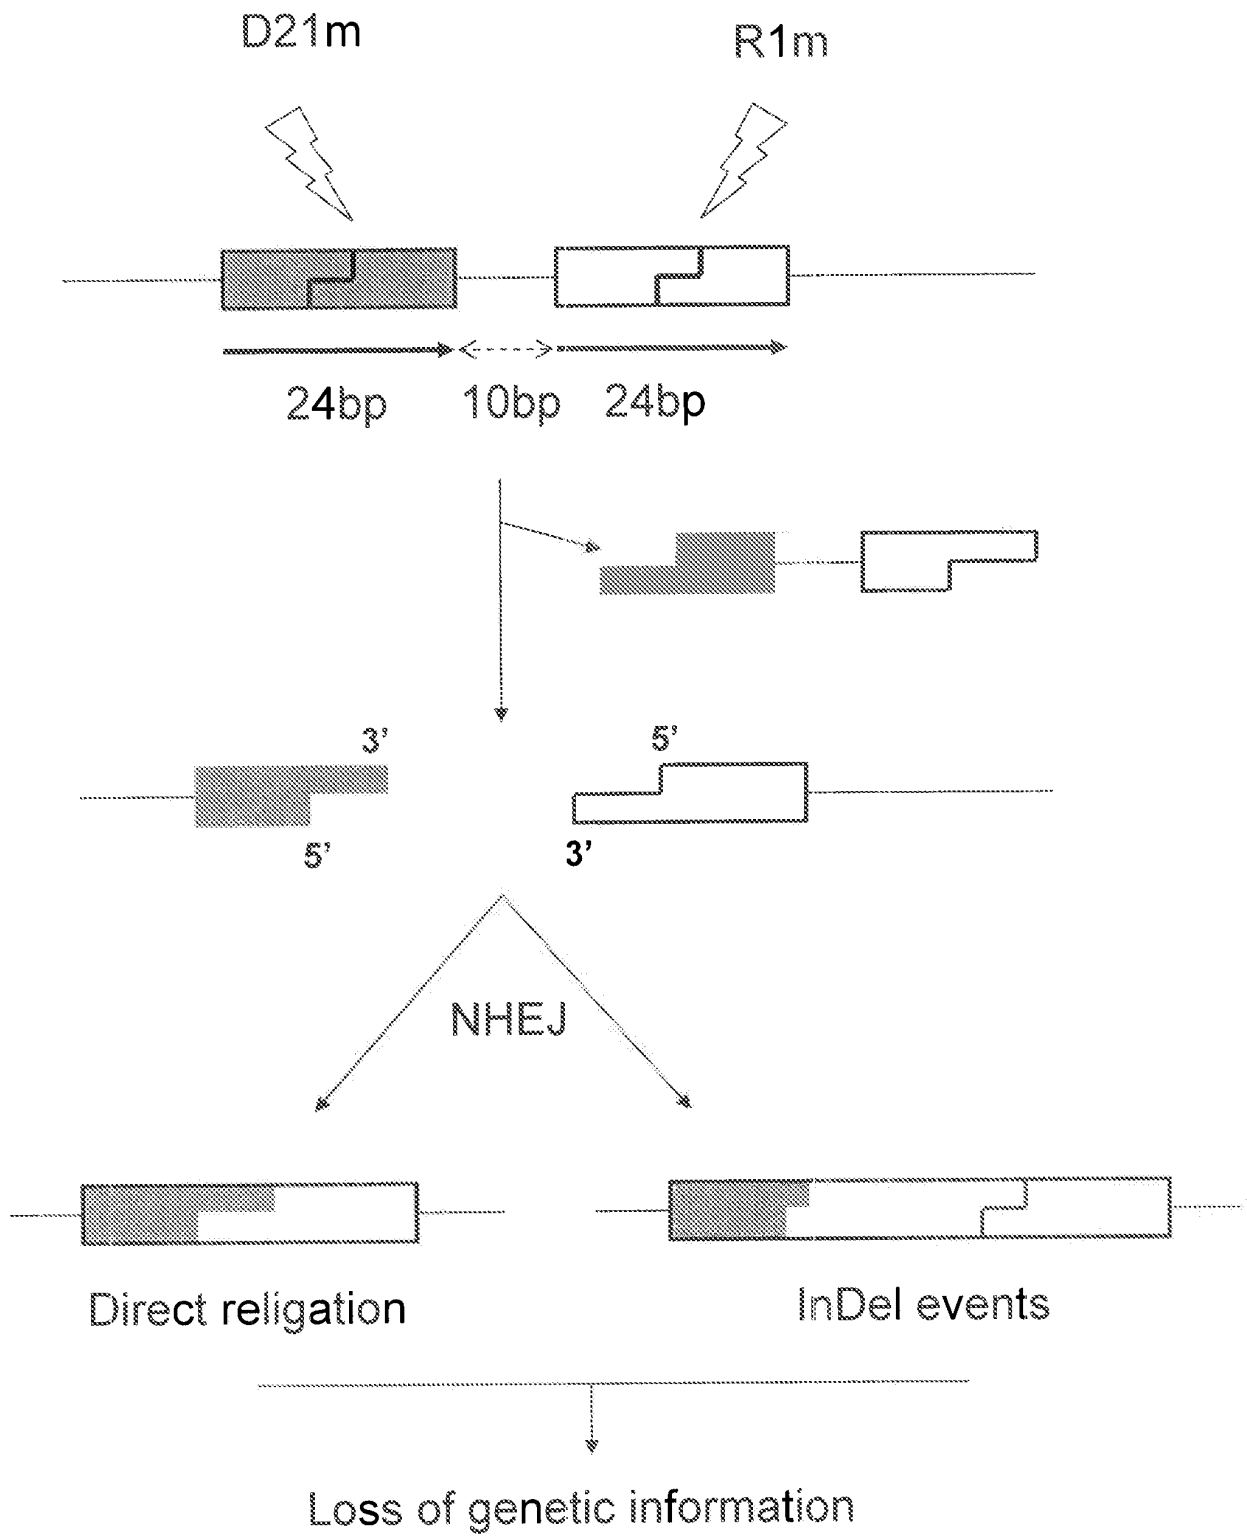 D21m R1m
24bp 10bp 24bp
3' 5'
5' 3'
NHEJ
Direct religation InDel events
Loss of genetic information